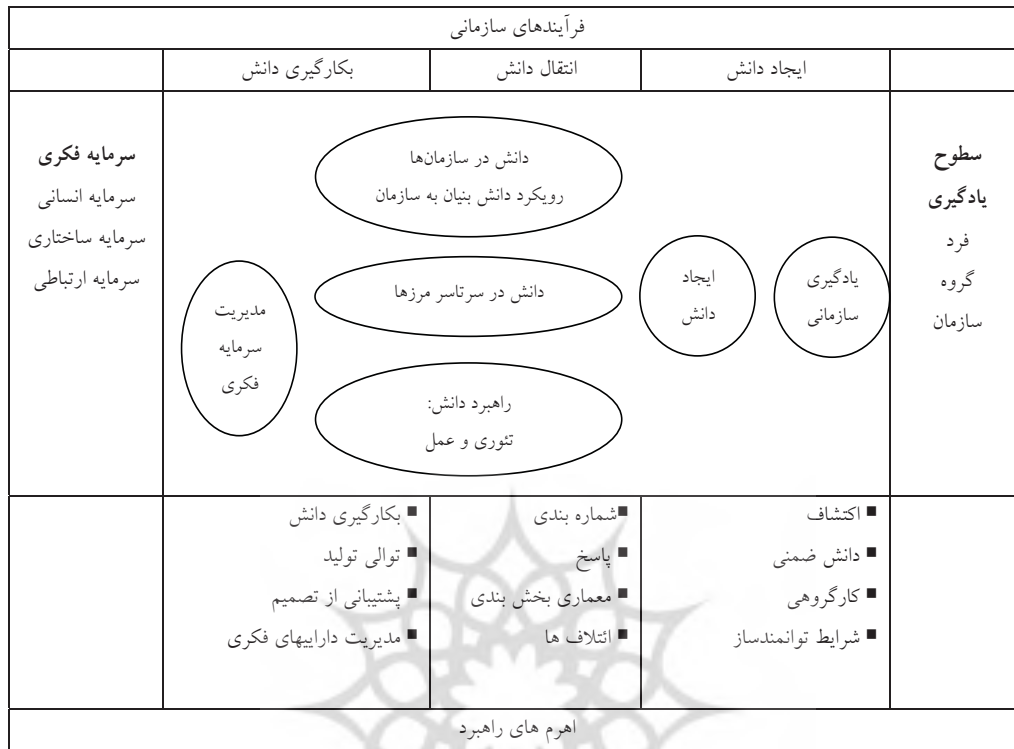 فرآیندهای سازمانی
ایجاد دانش
انتقال دانش
بکارگیری دانش
سطوح
یادگیری
فرد
گروه
سازمان
یادگیری
سازمانی
ایجاد
دانش
دانش در سازمان‌ها
رویکرد دانش بنیان به سازمان
دانش در سرتاسر مرزها
راهبرد دانش:
تئوری و عمل
مدیریت
سرمایه
فکری
سرمایه فکری
سرمایه انسانی
سرمایه ساختاری
سرمایه ارتباطی
■ اکتشاف
■ دانش ضمنی
■ کارگروهی
■ شرایط توانمندساز
■شماره بندی
■ پاسخ
■ معماری بخش بندی
■ ائتلاف ها
■ بکارگیری دانش
■ توالی تولید
■ پشتیبانی از تصمیم
■ مدیریت داراییهای فکری
اهرم های راهبرد